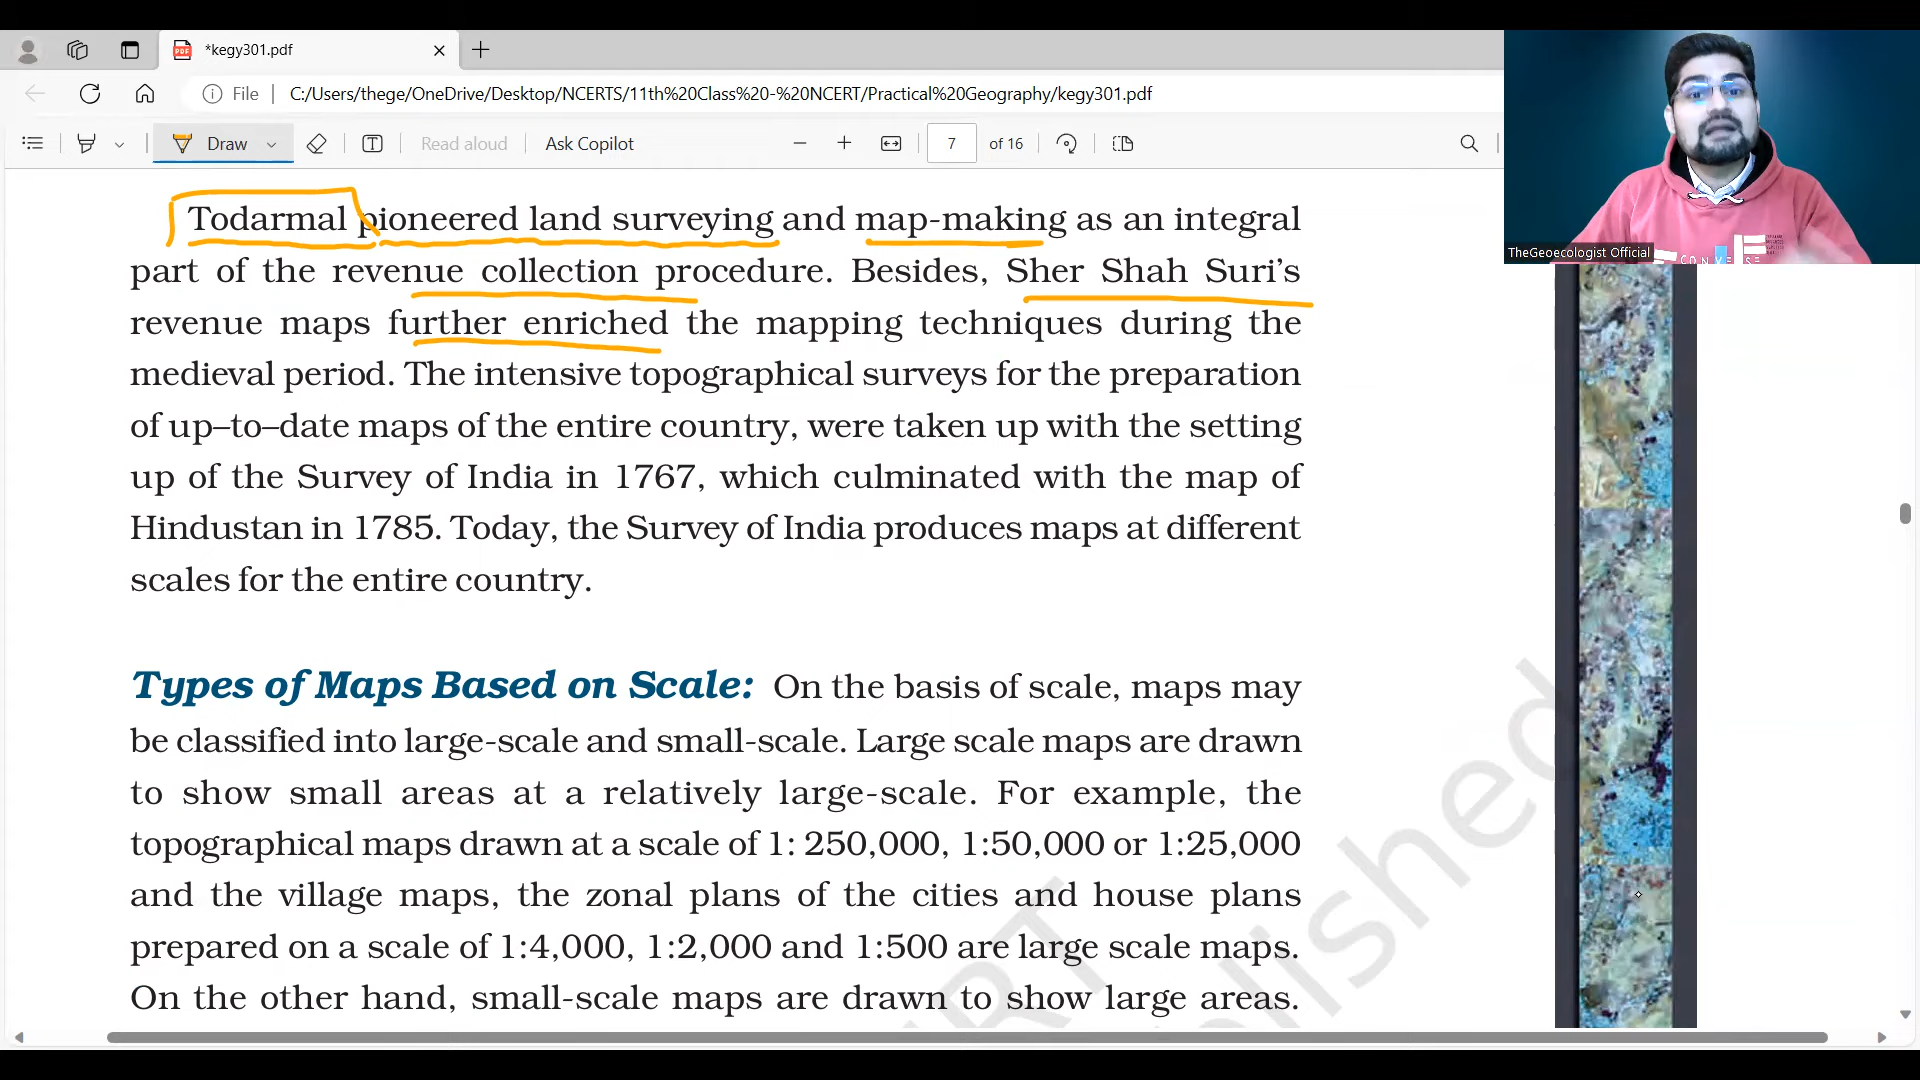 *kegy301.pdf
File
C:/Users/thege/OneDrive/Desktop/NCERTS/11th%20Class%20-%20NCERT/Practical%20Geography/kegy301.pdf
Draw
Read aloud
Ask Copilot
7
of 16
TheGeoecologist Official
Todarmal pioneered land surveying and map-making as an integral
part of the revenue collection procedure. Besides, Sher Shah Suri's
revenue maps further enriched the mapping techniques during the
medieval period. The intensive topographical surveys for the preparation
of up–to–date maps of the entire country, were taken up with the setting
up of the Survey of India in 1767, which culminated with the map of
Hindustan in 1785. Today, the Survey of India produces maps at different
scales for the entire country.
Types of Maps Based on Scale: On the basis of scale, maps may
be classified into large-scale and small-scale. Large scale maps are drawn
to show small areas at a relatively large-scale. For example, the
topographical maps drawn at a scale of 1: 250,000, 1:50,000 or 1:25,000
and the village maps, the zonal plans of the cities and house plans
prepared on a scale of 1:4,000, 1:2,000 and 1:500 are large scale maps.
On the other hand, small-scale maps are drawn to show large areas.